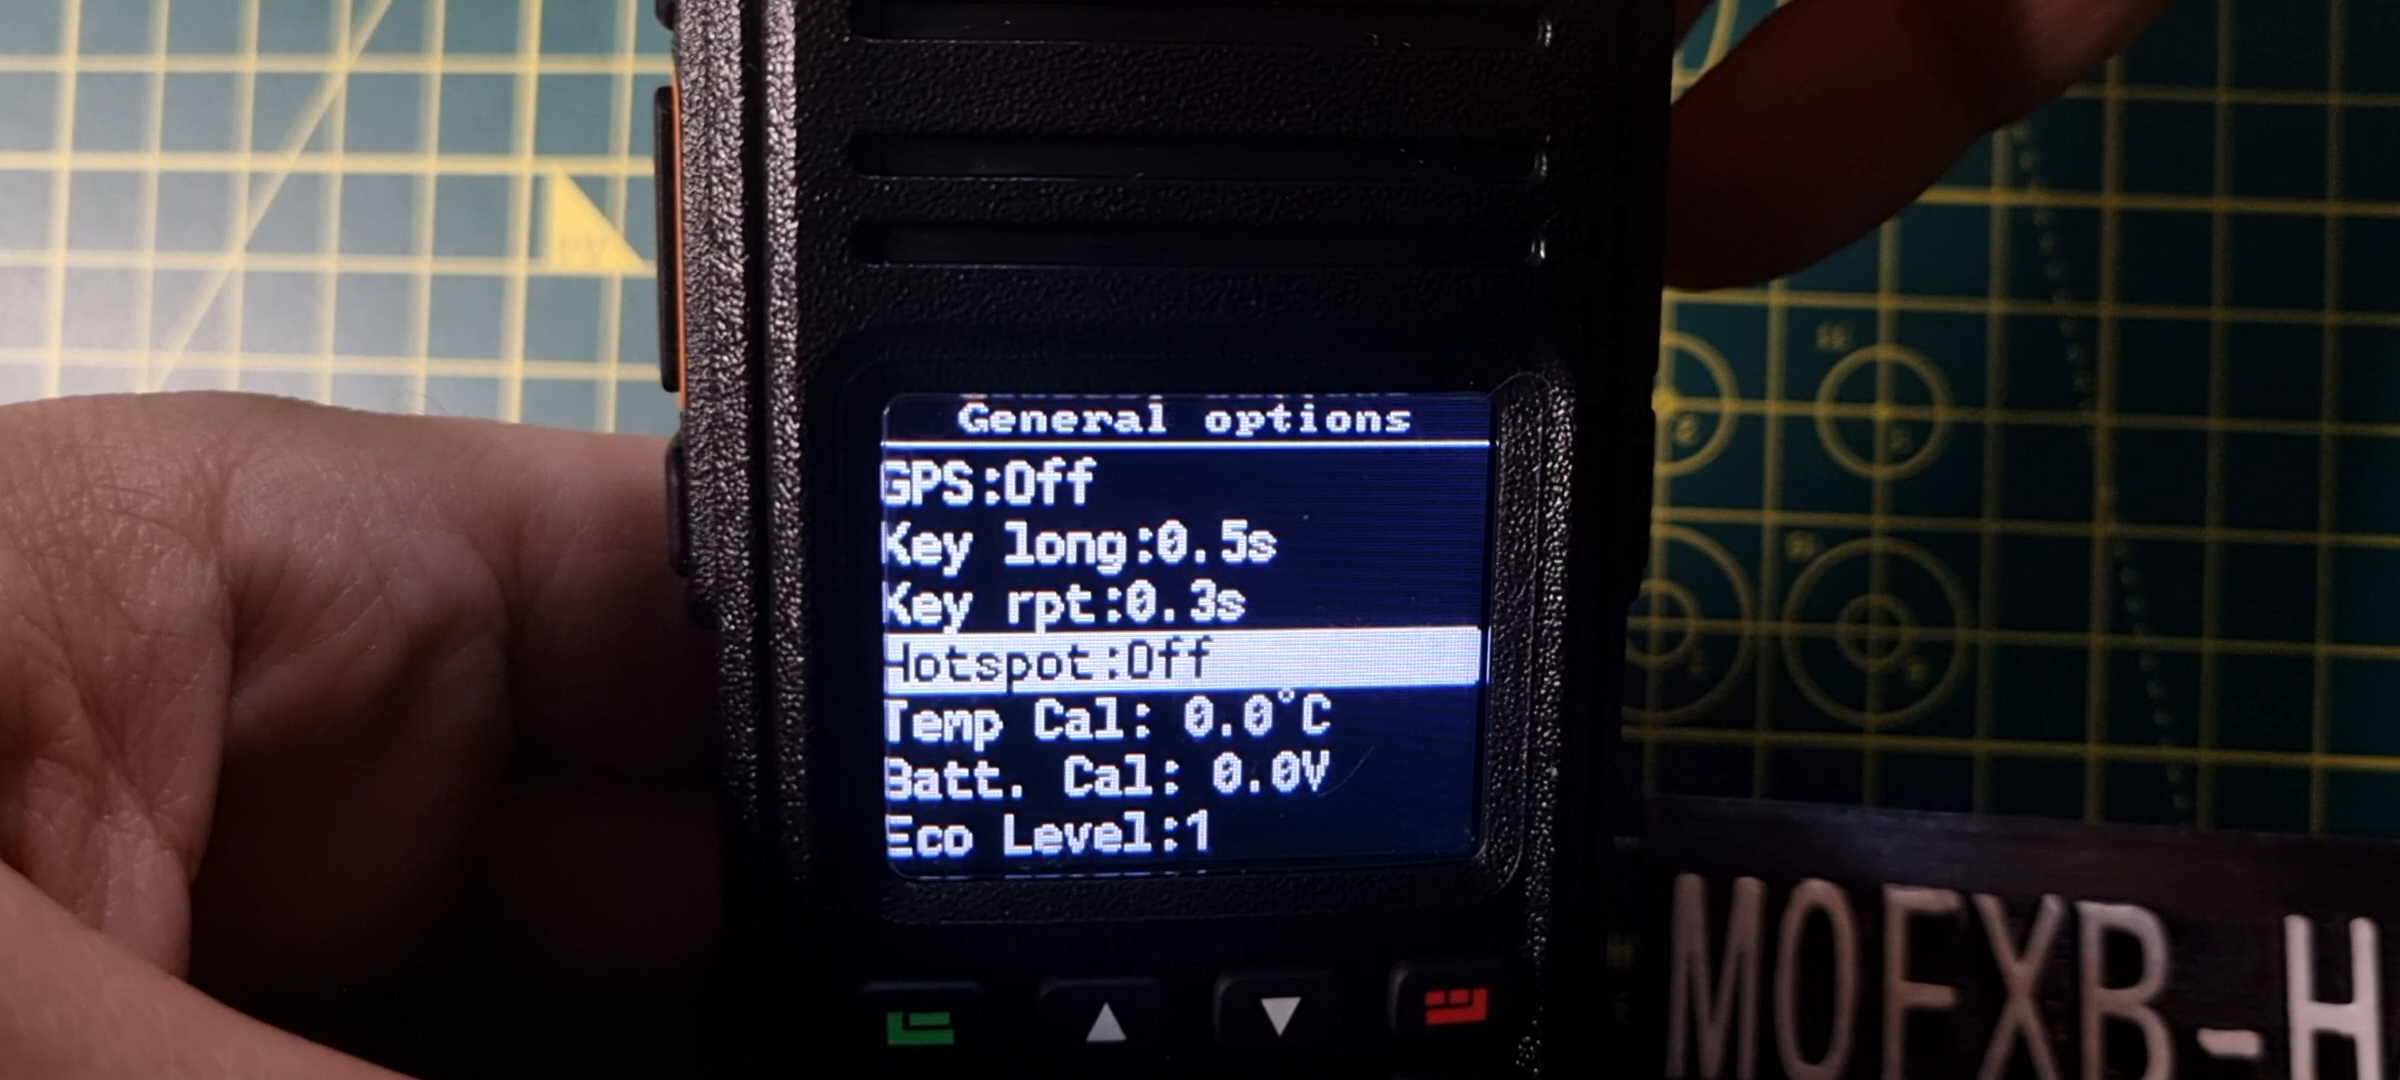 General options
GPS:Off
Key long:0.5s
Key rpt:0.3s
Hotspot:Off
Temp Cal: 0.0°C
Batt. Cal: 0.0V
Eco Level:1
M0FXB-H